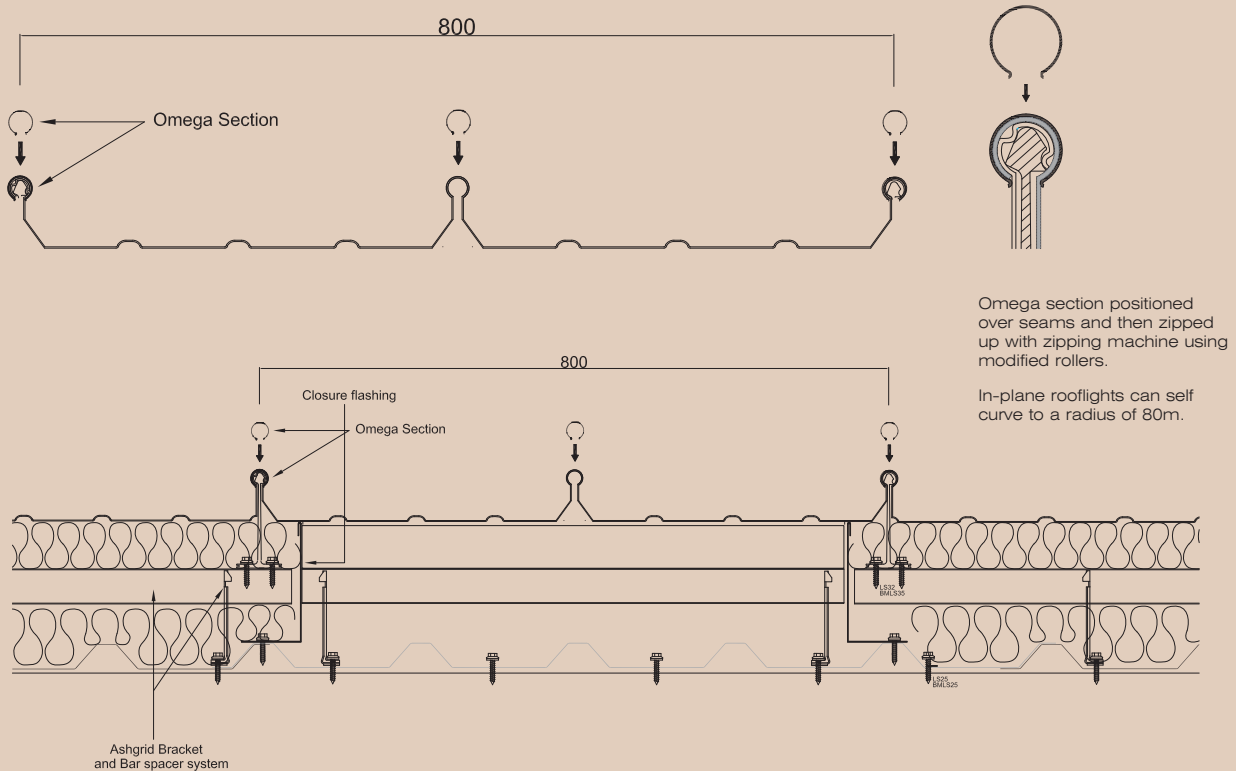 800
Omega Section
Omega section positioned
over seams and then zipped
up with zipping machine using
modified rollers.
In-plane rooflights can self
curve to a radius of 80m.
800
Closure flashing
Omega Section
LS32
BMLS35
LS25
BMLS25
Ashgrid Bracket
and Bar spacer system